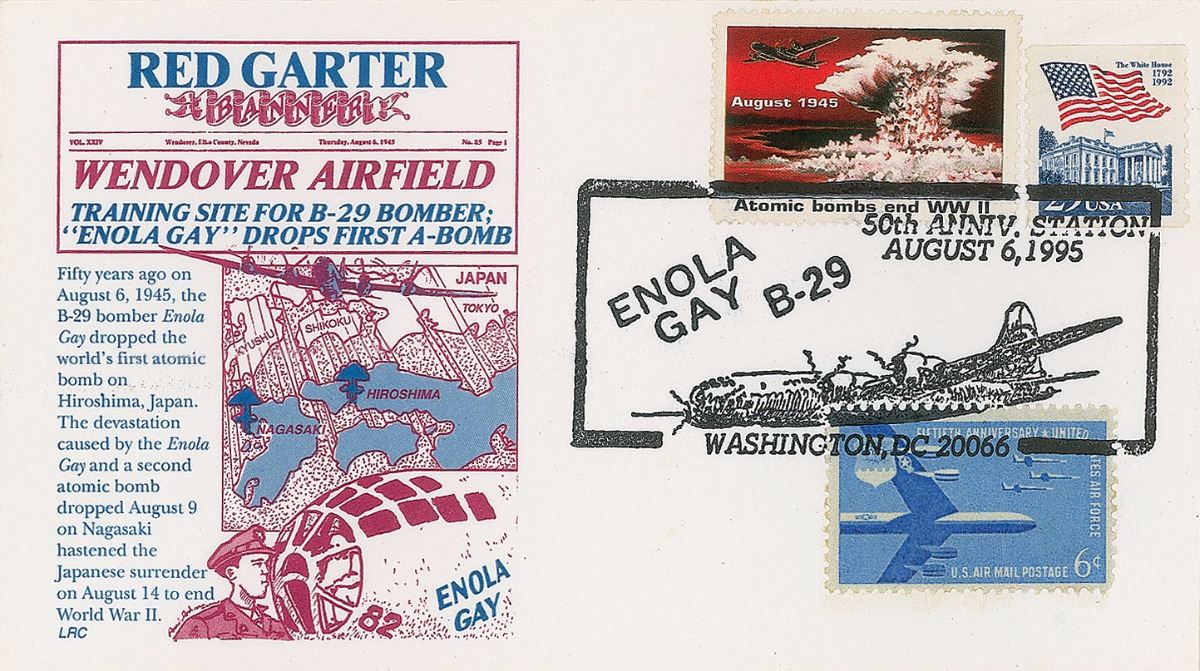 RED GARTER
BANNER
VOL. XXIV Wendover, Elko County, Nevada Thursday, August 6, 1945 No. 35 Page 1
WENDOVER AIRFIELD
TRAINING SITE FOR B-29 BOMBER;
“ENOLA GAY” DROPS FIRST A-BOMB
Fifty years ago on
August 6, 1945, the
B-29 bomber Enola
Gay dropped the
world's first atomic
bomb on
Hiroshima, Japan.
The devastation
caused by the Enola
Gay and a second
atomic bomb
dropped August 9
on Nagasaki
hastened the
Japanese surrender
on August 14 to end
World War II.
LRC
JAPAN
TOKYO
SHIKOKU
KYUSHU
HIROSHIMA
NAGASAKI
82
ENOLA
GAY
August 1945
Atomic bombs end WW II
The White House
1792
1992
29 USA
50th ANNIV. STATION
AUGUST 6, 1995
ENOLA
GAY B-29
WASHINGTON, DC 20066
FIFTIETH ANNIVERSARY ★ UNITED
STATES AIR FORCE
U.S. AIR MAIL POSTAGE 6¢